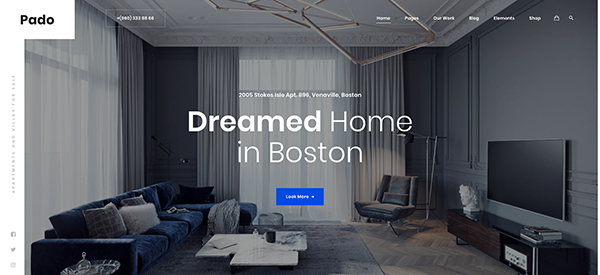 Pado
+(880) 333 88 66
Home
Pages
Our Work
Blog
Elements
Shop
2005 Stokes Isle Apt. 896, Venaville, Boston
Dreamed Home
in Boston
Look More
APARTMENTS AND VILLAS FOR SALE